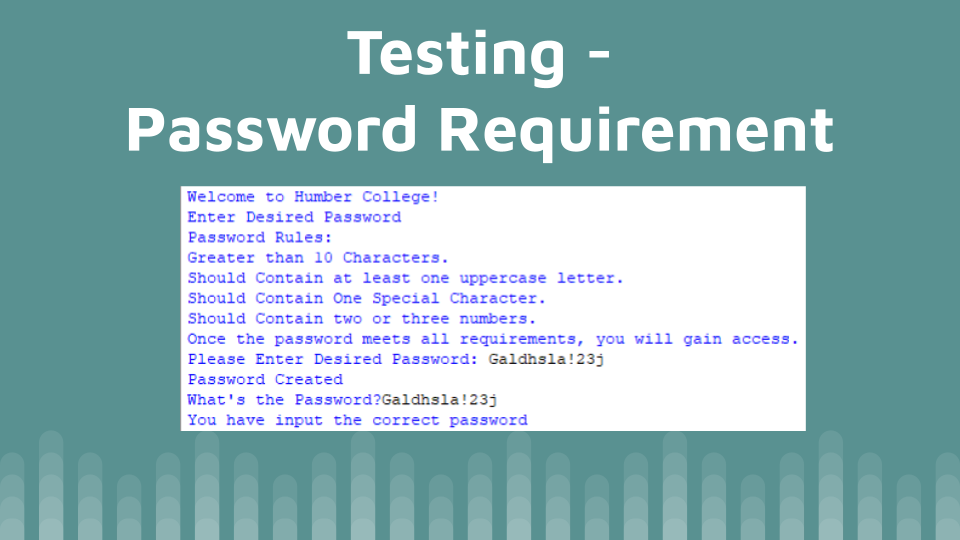 Testing -
Password Requirement
Welcome to Humber College!
Enter Desired Password
Password Rules:
Greater than 10 Characters.
Should Contain at least one uppercase letter.
Should Contain One Special Character.
Should Contain two or three numbers.
Once the password meets all requirements, you will gain access.
Please Enter Desired Password: Galdhsla!23j
Password Created
What's the Password?Galdhsla!23j
You have input the correct password